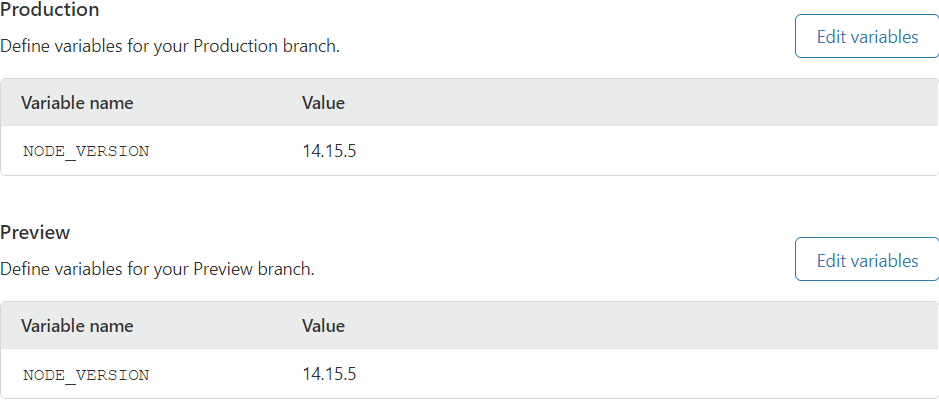 Production
Define variables for your Production branch.
Edit variables
Variable name Value
NODE_VERSION 14.15.5
Preview
Define variables for your Preview branch.
Edit variables
Variable name Value
NODE_VERSION 14.15.5